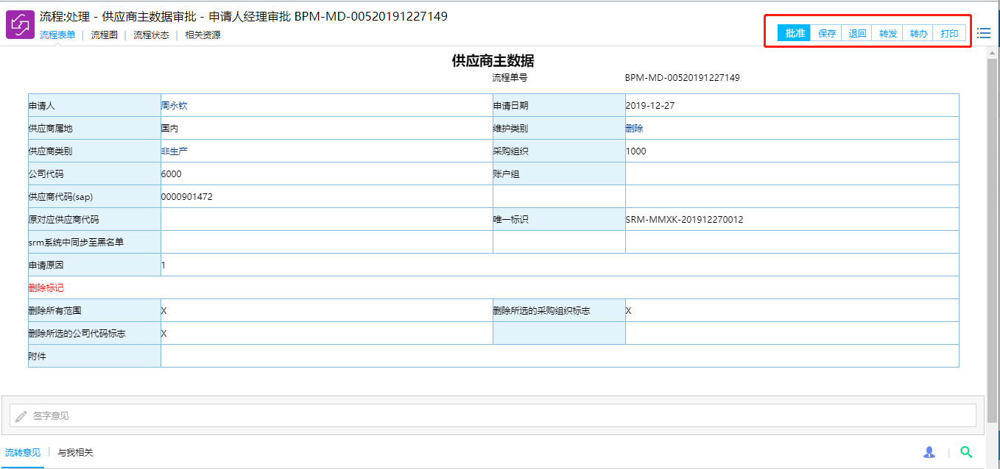 流程:处理 - 供应商主数据审批 - 申请人经理审批 BPM-MD-00520191227149
流程表单 | 流程图 | 流程状态 | 相关资源
批准 保存 退回 转发 转办 打印
供应商主数据
流程单号 BPM-MD-00520191227149
申请人 周永钦 申请日期 2019-12-27
供应商属地 国内 维护类别 删除
供应商类别 非生产 采购组织 1000
公司代码 6000 账户组
供应商代码(sap) 0000901472
原对应供应商代码 唯一标识 SRM-MMXK-201912270012
srm系统中同步至黑名单
申请原因 1
删除标记
删除所有范围 X 删除所选的采购组织标志 X
删除所选的公司代码标志 X
附件
签字意见
流转意见 | 与我相关